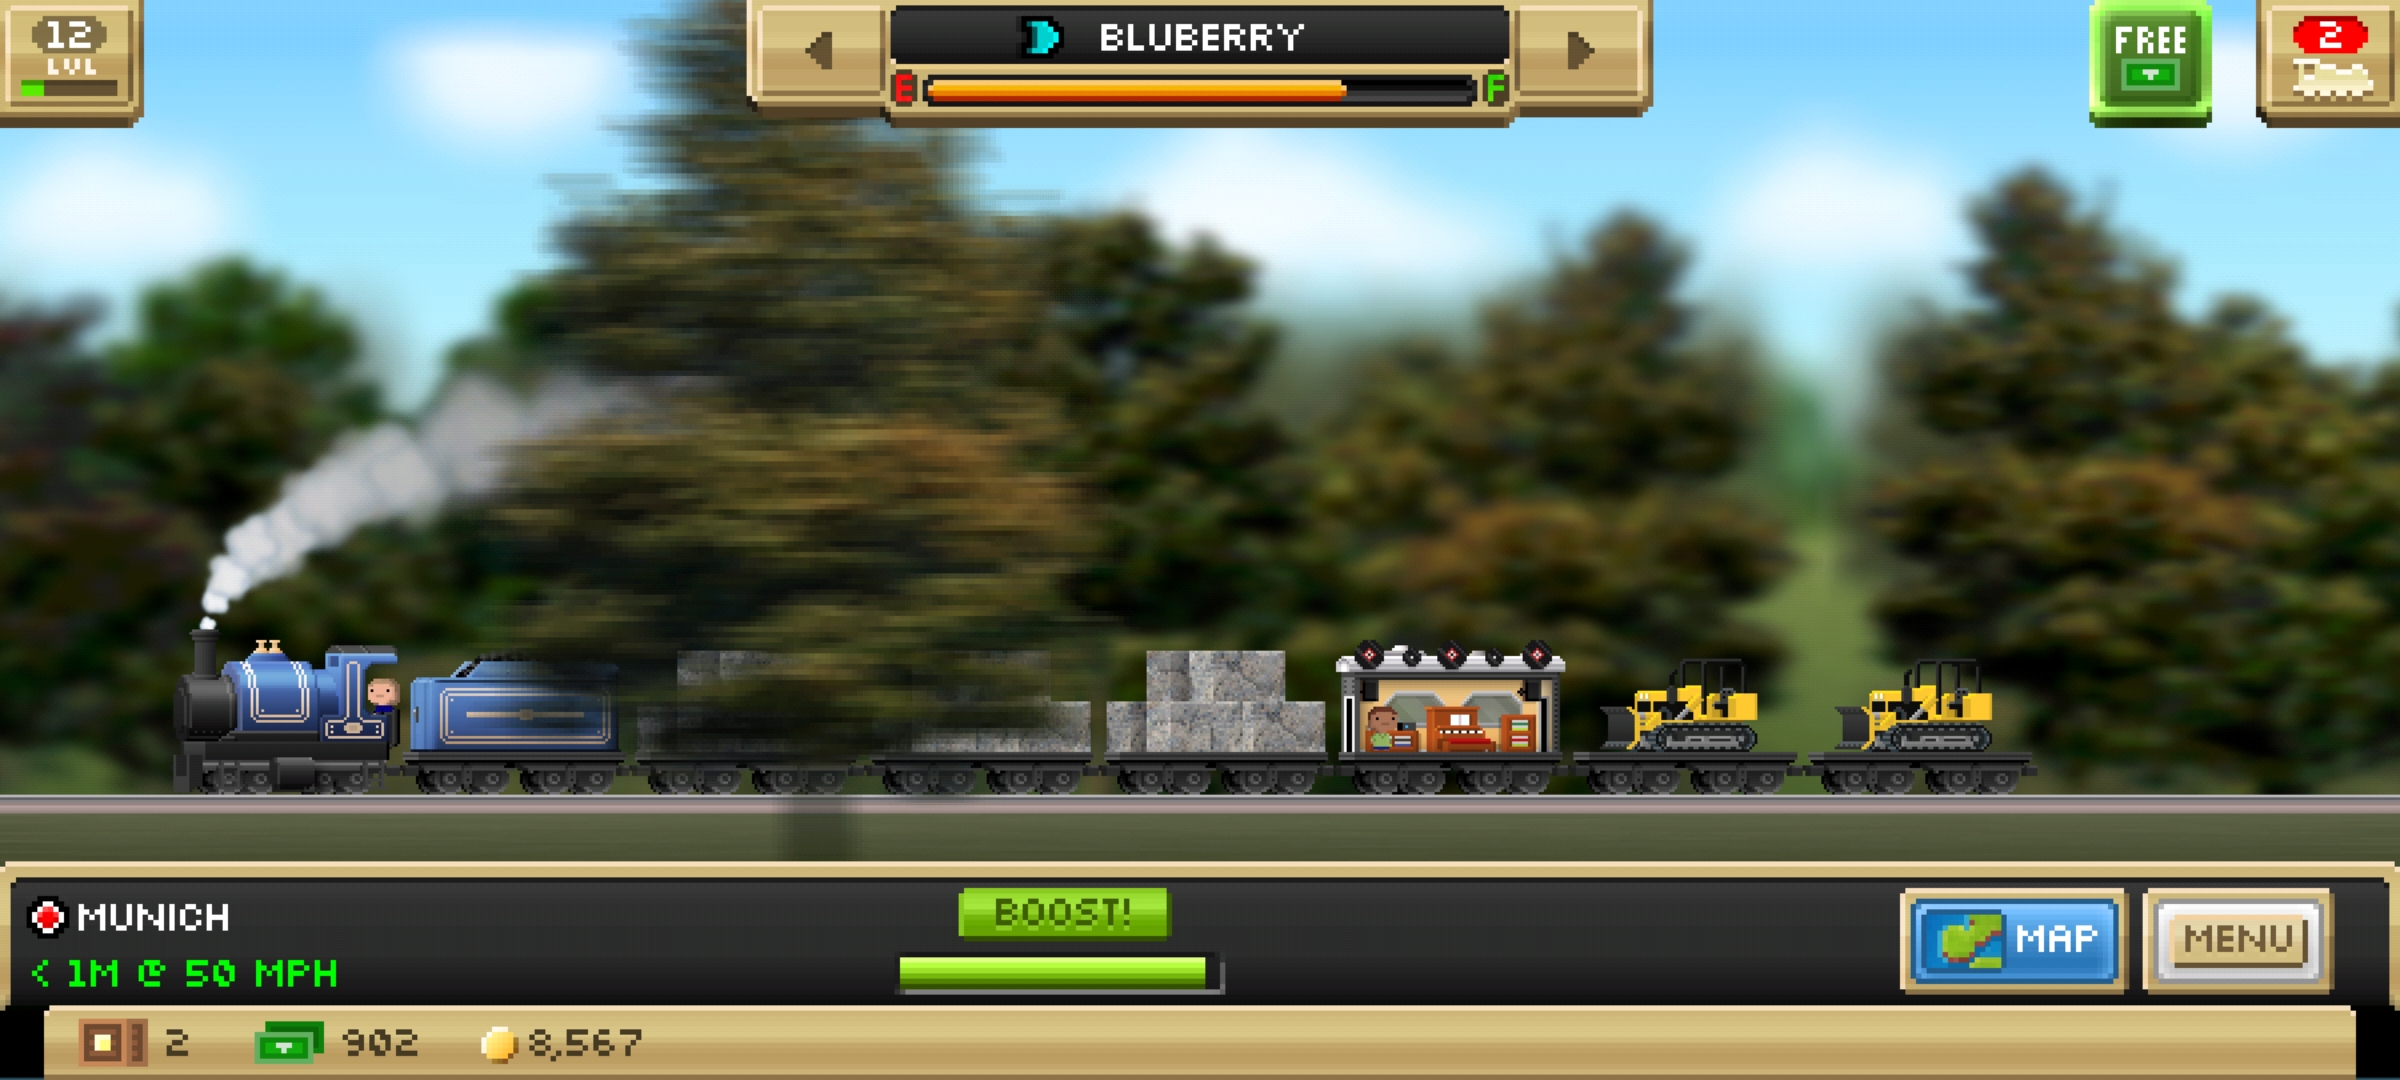 12
LVL
BLUBERRY
E F
FREE
2
MUNICH
< 1M @ 50 MPH
BOOST!
MAP
MENU
2 902 8,567